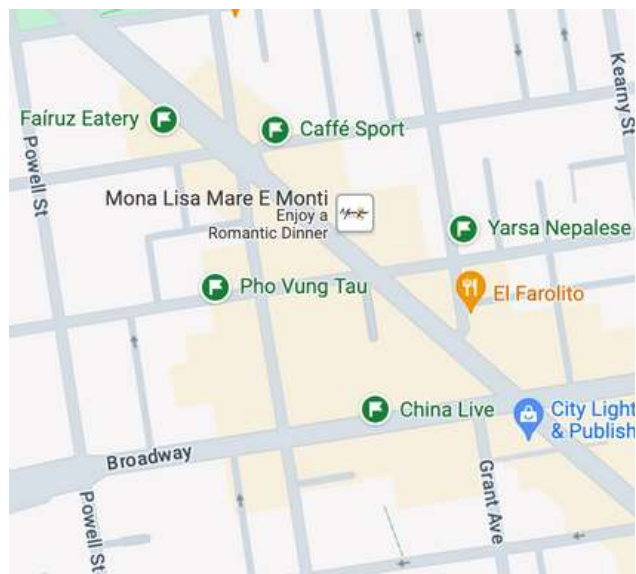 Kearny St
Fairuz Eatery
Caffé Sport
Powell St
Mona Lisa Mare E Monti
Enjoy a
Romantic Dinner
Yarsa Nepalese
Pho Vung Tau
El Farolito
China Live
City Light
& Publish
Broadway
Grant Ave
Powell St